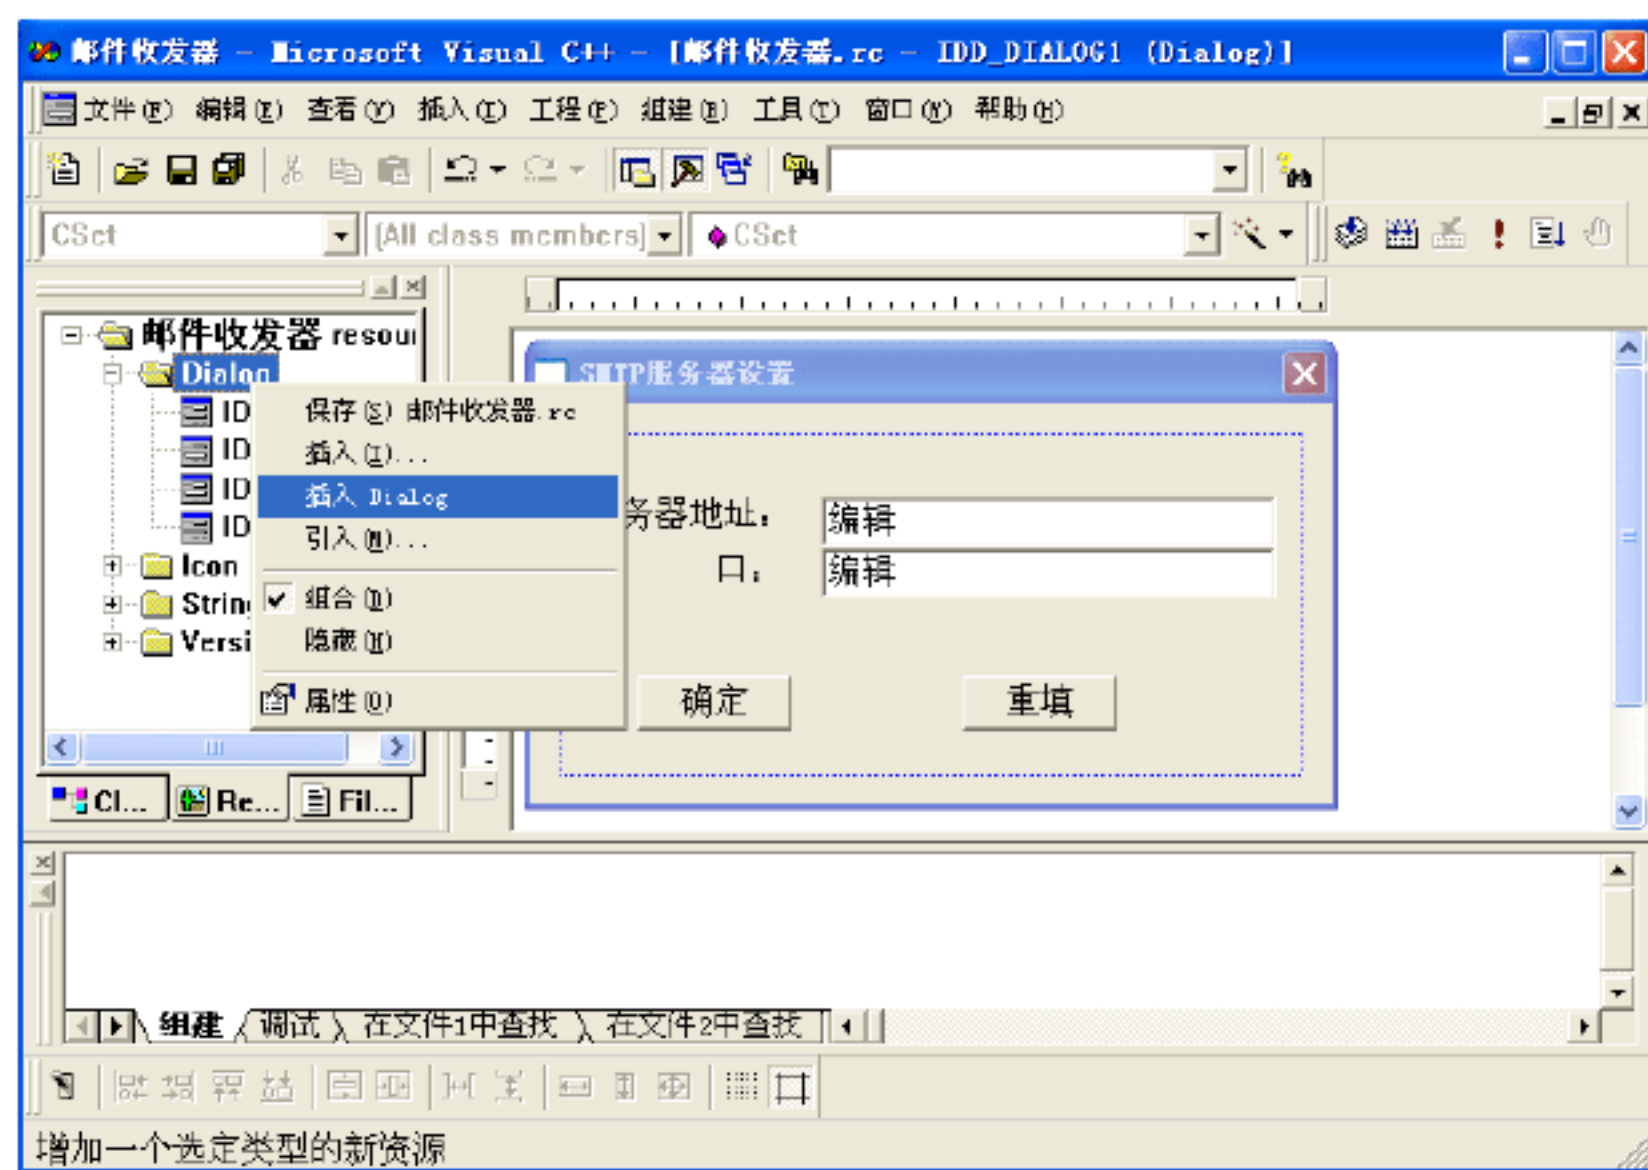 邮件收发器 - Microsoft Visual C++ - [邮件收发器.rc - IDD_DIALOG1 (Dialog)]
文件(F) 编辑(E) 查看(V) 插入(I) 工程(P) 组建(B) 工具(T) 窗口(W) 帮助(H)
CSet (All class members) CSet
邮件收发器 resour
Dialog
ID
ID
ID
ID
Icon
String
Versi
保存(S) 邮件收发器.rc
插入(I)...
插入 Dialog
引入(M)...
组合(D)
隐藏(H)
属性(O)
SMTP服务器设置
务器地址: 编辑
口: 编辑
确定 重填
Cl... Re... Fil...
组建 调试 在文件1中查找 在文件2中查找
增加一个选定类型的新资源